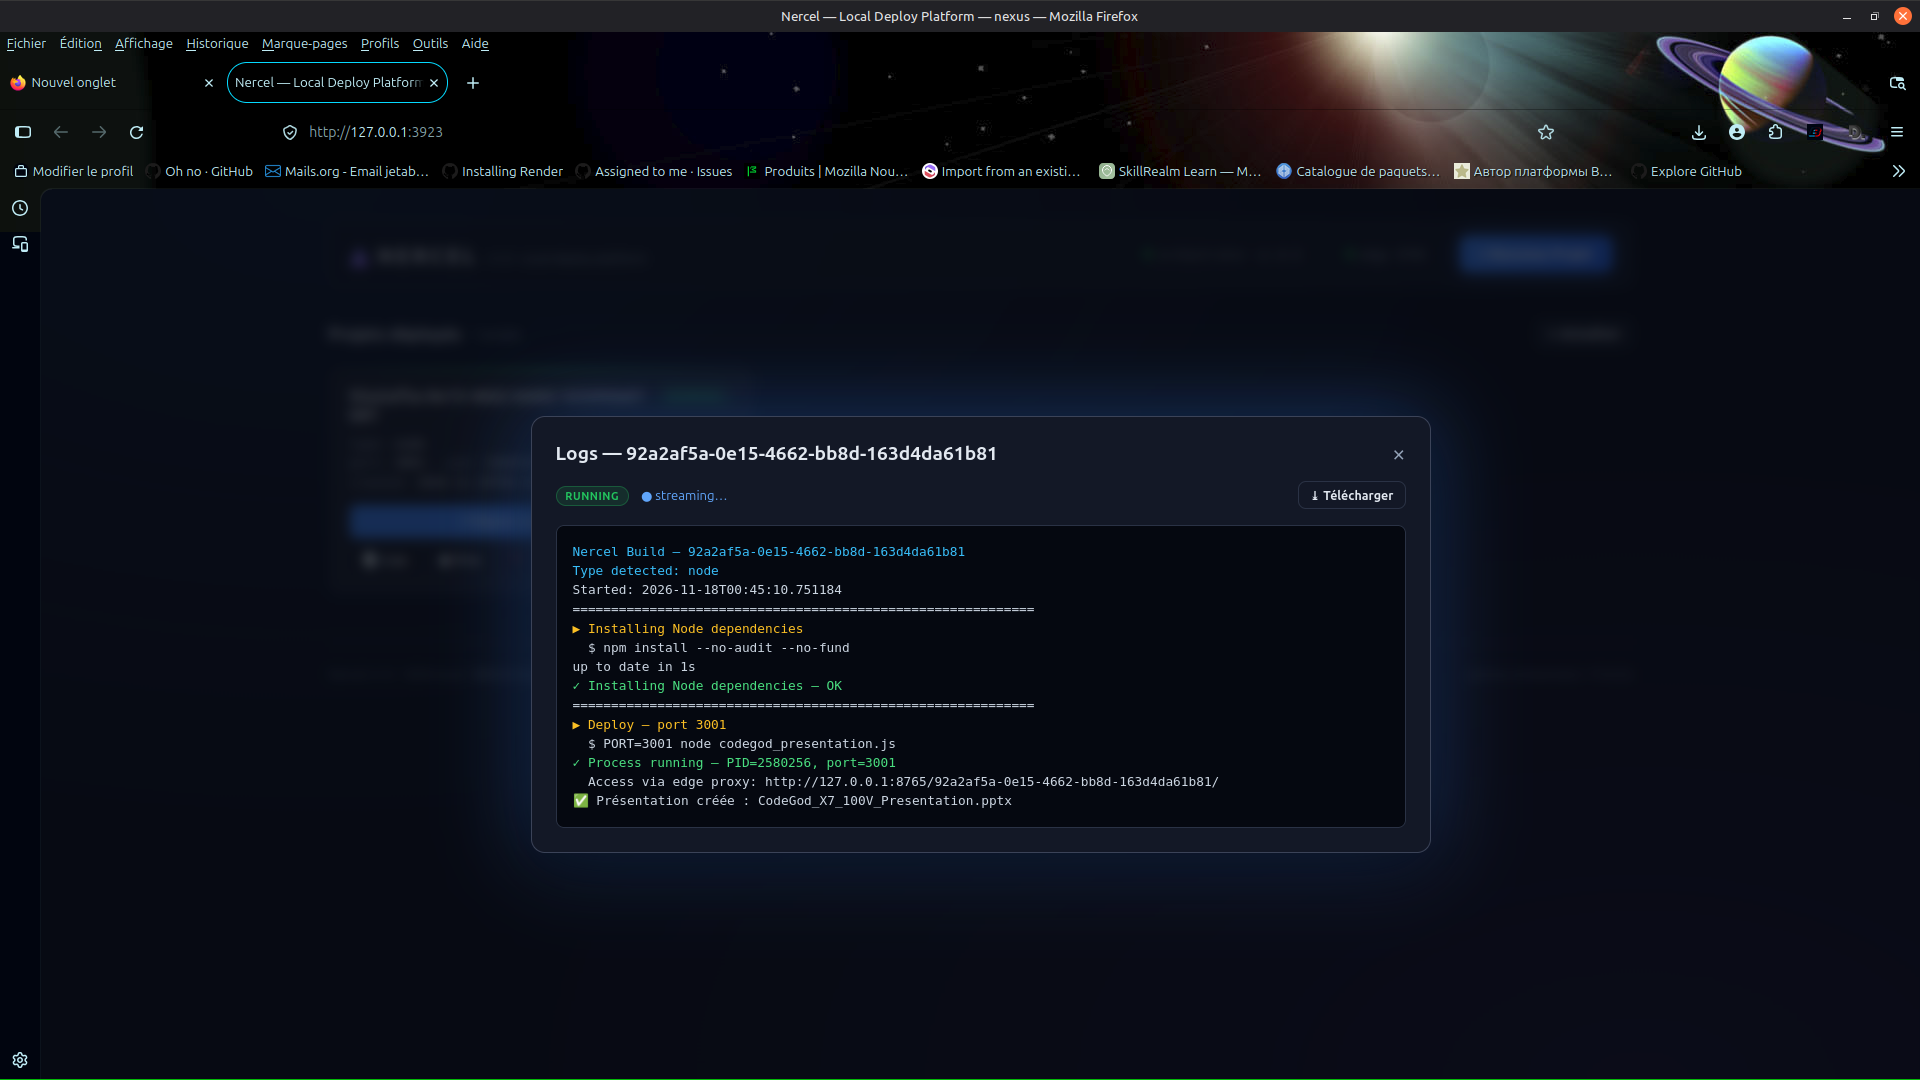 Nercel — Local Deploy Platform — nexus — Mozilla Firefox
Fichier Édition Affichage Historique Marque-pages Profils Outils Aide
Nouvel onglet
Nercel — Local Deploy Platform
http://127.0.0.1:3923
Modifier le profil Oh no · GitHub Mails.org - Email jetab… Installing Render Assigned to me · Issues Produits | Mozilla Nou… Import from an existi… SkillRealm Learn — M… Catalogue de paquets… Автор платформы В… Explore GitHub
NERCEL
Logs — 92a2af5a-0e15-4662-bb8d-163d4da61b81
RUNNING streaming…
Télécharger
Nercel Build — 92a2af5a-0e15-4662-bb8d-163d4da61b81
Type detected: node
Started: 2026-11-18T00:45:10.751184
============================================================
▶ Installing Node dependencies
$ npm install --no-audit --no-fund
up to date in 1s
✓ Installing Node dependencies — OK
============================================================
▶ Deploy — port 3001
$ PORT=3001 node codegod_presentation.js
✓ Process running — PID=2580256, port=3001
Access via edge proxy: http://127.0.0.1:8765/92a2af5a-0e15-4662-bb8d-163d4da61b81/
✅ Présentation créée : CodeGod_X7_100V_Presentation.pptx